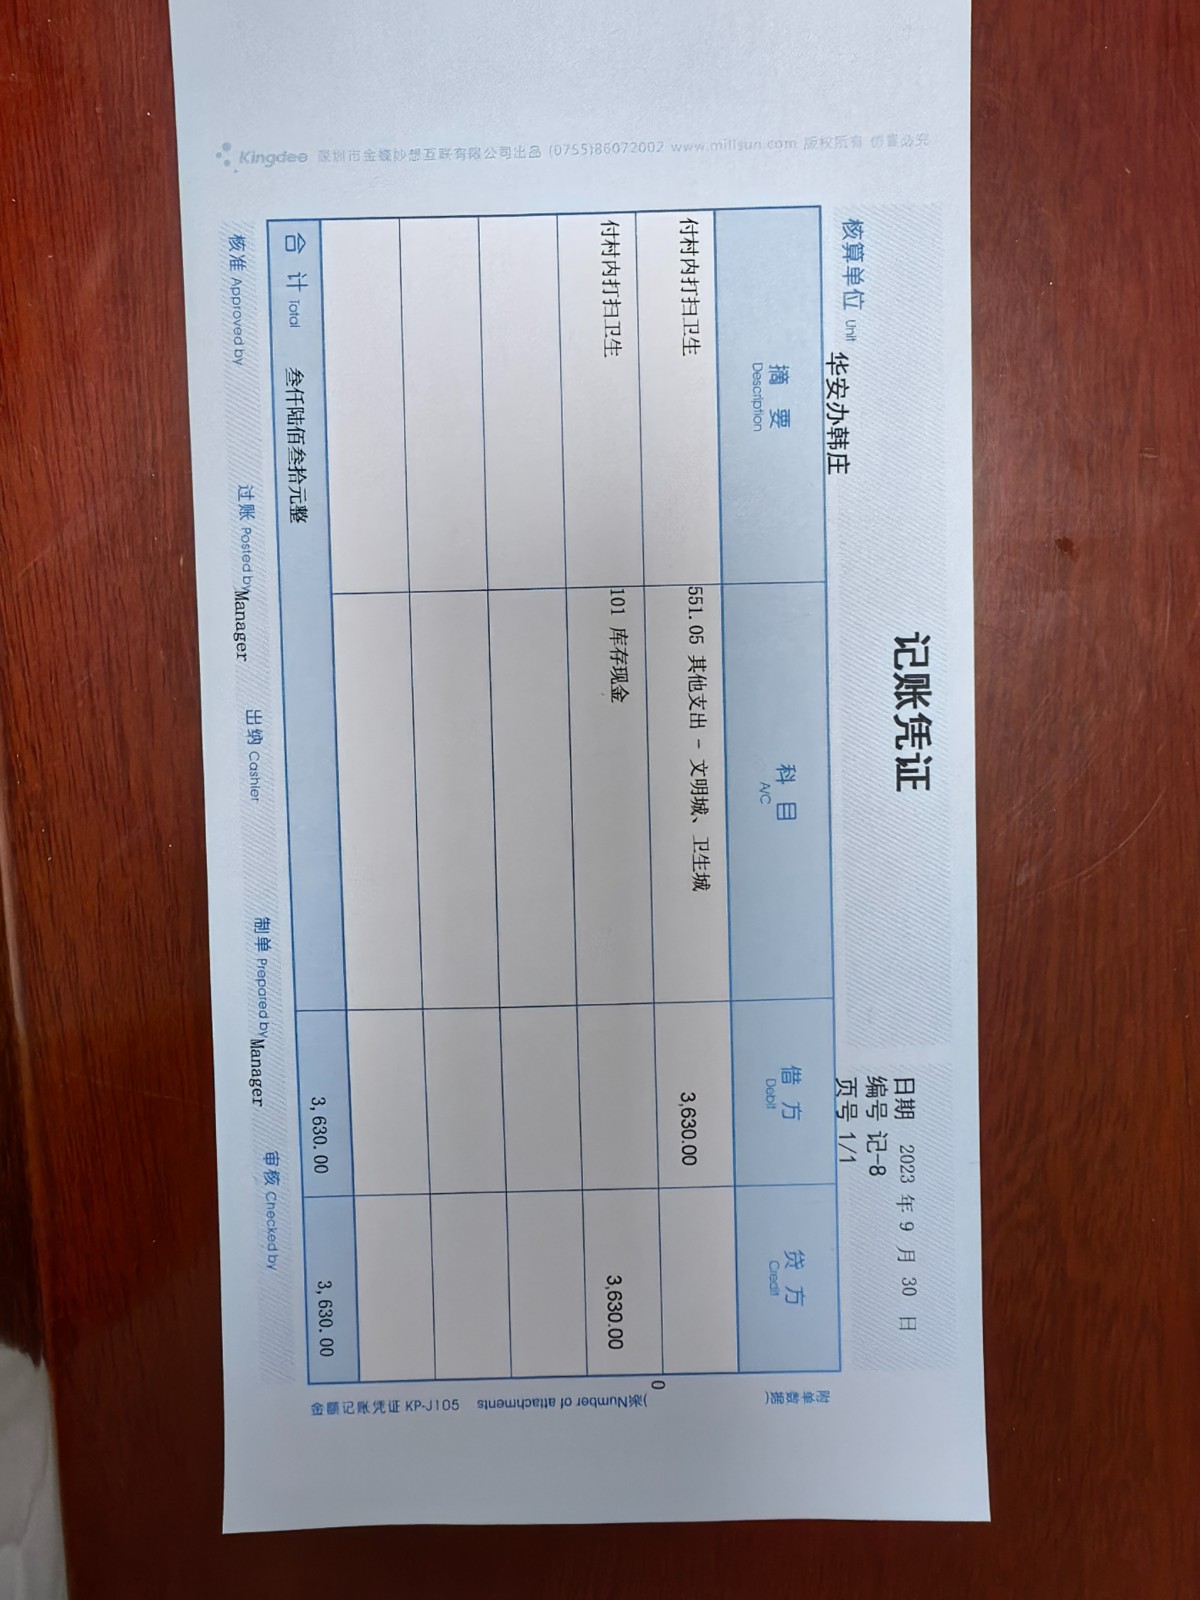 记账凭证
日期 2023 年 9 月 30 日
编号 记-8
页号 1/1
核算单位 Unit 华安办韩庄
摘 要 Description 科 目 A/C 借 方 Debit 贷 方 Credit
付村内打扫卫生 551.05 其他支出 - 文明城、卫生城 3,630.00
付村内打扫卫生 101 库存现金 3,630.00
合 计 Total 叁仟陆佰叁拾元整 3,630.00 3,630.00
核准 Approved by 过账 Posted by Manager 出纳 Cashier 制单 Prepared by Manager 审核 Checked by
附单数据
0
Number of attachments
金额记账凭证 KP-J105
Kingdee 深圳市金蝶妙想互联有限公司出品 (0755)86072002 www.millsun.com 版权所有 仿冒必究